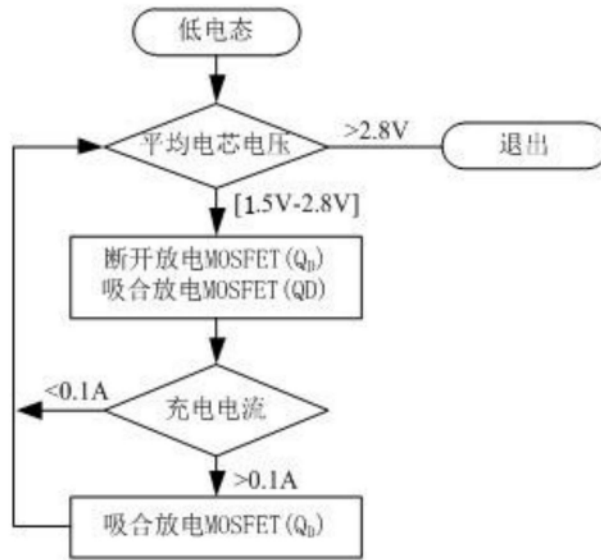 低电态
平均电芯电压
>2.8V
退出
[1.5V-2.8V]
断开放电MOSFET(Q_D)
吸合放电MOSFET(QD)
<0.1A
充电电流
>0.1A
吸合放电MOSFET(Q_D)